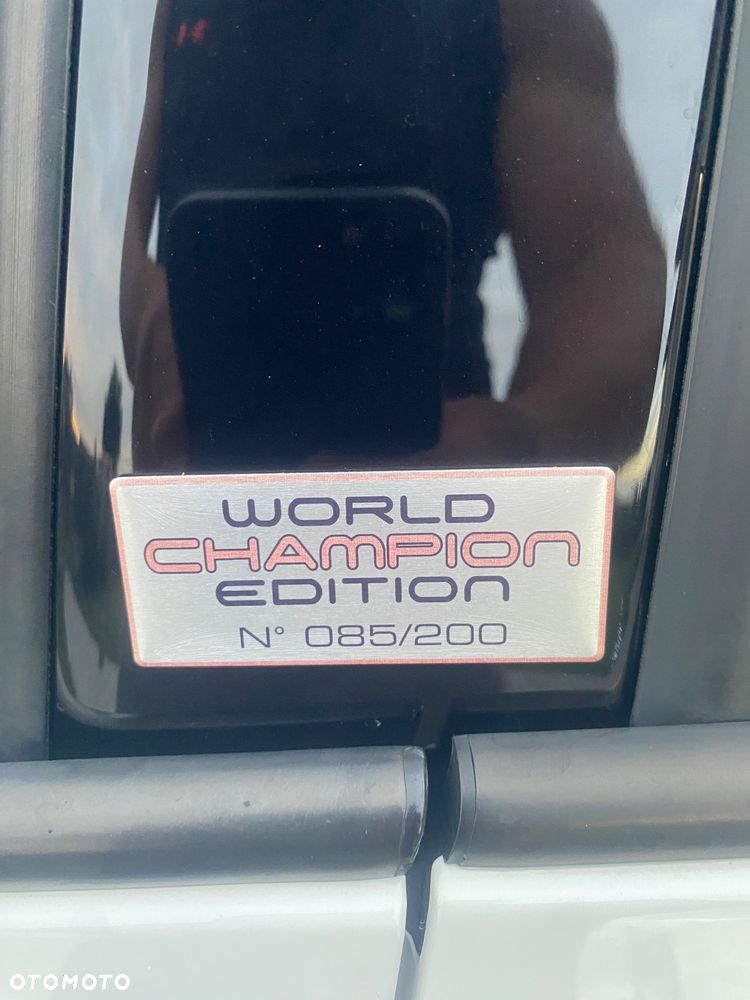 WORLD
CHAMPION
EDITION
N° 085/200
OTOMOTO